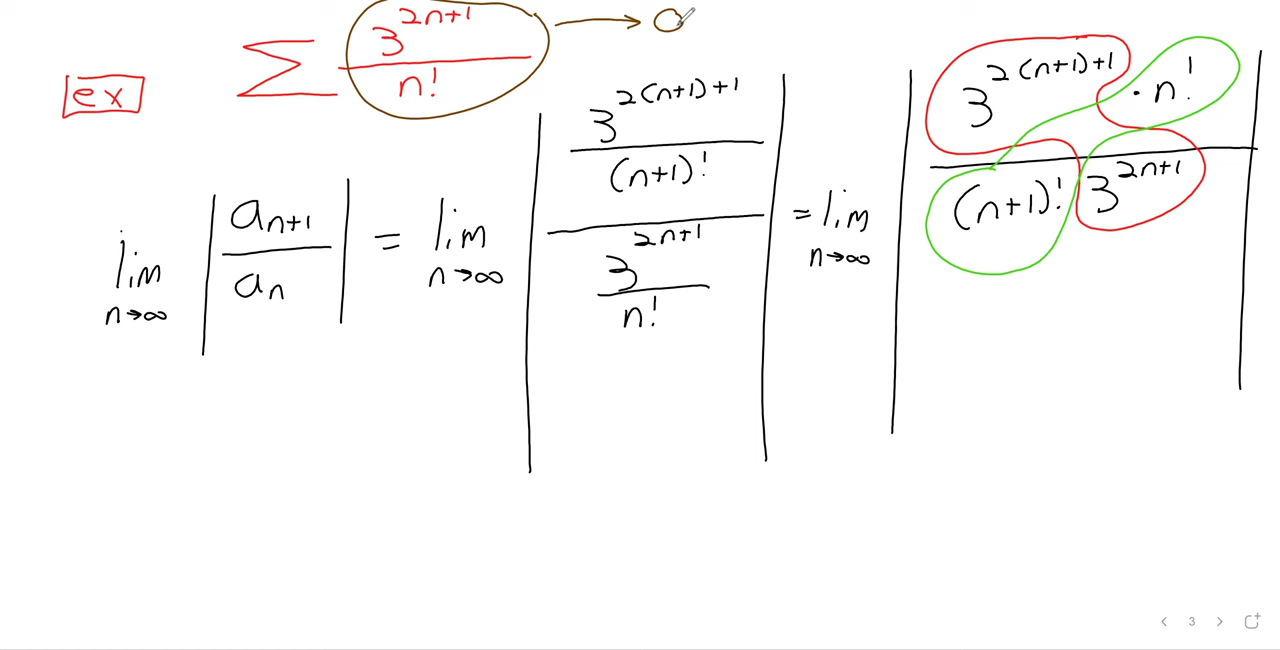 ex ∑ 3^{2n+1} / n! → a
lim_{n→∞} | a_{n+1} / a_n | = lim_{n→∞} | (3^{2(n+1)+1} / (n+1)!) / (3^{2n+1} / n!) | = lim_{n→∞} | 3^{2(n+1)+1} · n! / (n+1)! 3^{2n+1} |
3